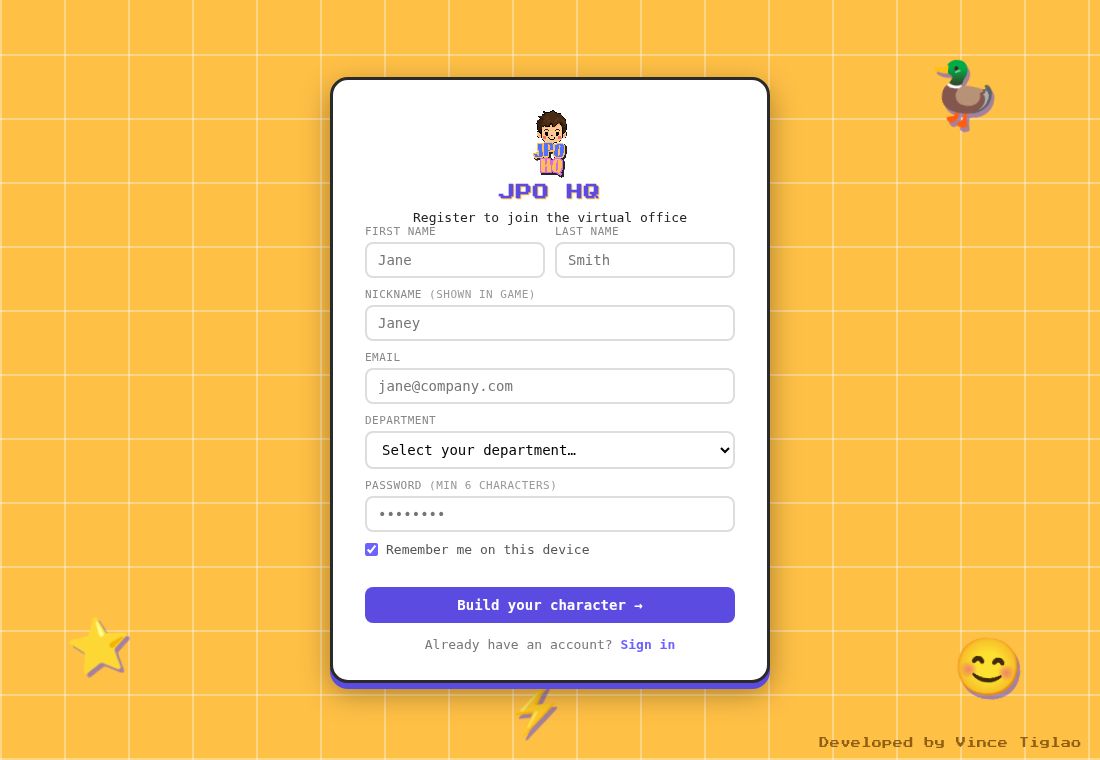 JPO
HQ
JPO HQ
Register to join the virtual office
FIRST NAME LAST NAME
Jane Smith
NICKNAME (SHOWN IN GAME)
Janey
EMAIL
jane@company.com
DEPARTMENT
Select your department…
PASSWORD (MIN 6 CHARACTERS)
••••••••
Remember me on this device
Build your character →
Already have an account? Sign in
Developed by Vince Tiglao